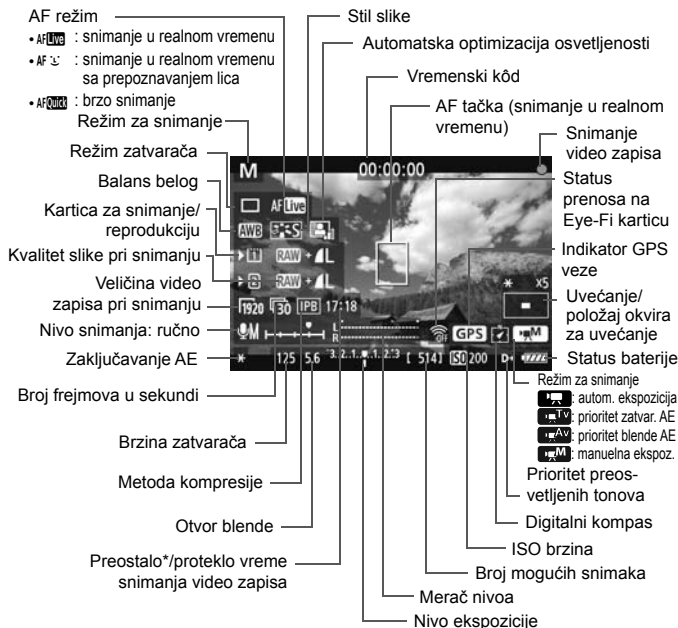 AF režim
• AF Live : snimanje u realnom vremenu
• AF : snimanje u realnom vremenu
sa prepoznavanjem lica
• AF Quick : brzo snimanje
Režim za snimanje
Režim zatvarača
Balans belog
Kartica za snimanje/
reprodukciju
Kvalitet slike pri snimanju
Veličina video
zapisa pri snimanju
Nivo snimanja: ručno
Zaključavanje AE
Broj frejmova u sekundi
Brzina zatvarača
Metoda kompresije
Otvor blende
Preostalo*/proteklo vreme
snimanja video zapisa
Stil slike
Automatska optimizacija osvetljenosti
Vremenski kôd
AF tačka (snimanje u realnom
vremenu)
Snimanje
video zapisa
Status
prenosa na
Eye-Fi karticu
Indikator GPS
veze
Uvećanje/
položaj okvira
za uvećanje
Status baterije
Režim za snimanje
: autom. ekspozicija
Tv : prioritet zatvar. AE
Av : prioritet blende AE
M : manuelna ekspoz.
Prioritet preos-
vetljenih tonova
Digitalni kompas
ISO brzina
Broj mogućih snimaka
Merač nivoa
Nivo ekspozicije
M 00:00:00
AF Live
AWB S
1 RAW + L
2 RAW + L
1920 30 IPB 17:18
* x5
M L
R OFF GPS M
* 125 5.6 -3..2..1..0..1..2.+3 [ 514] ISO 200 D+